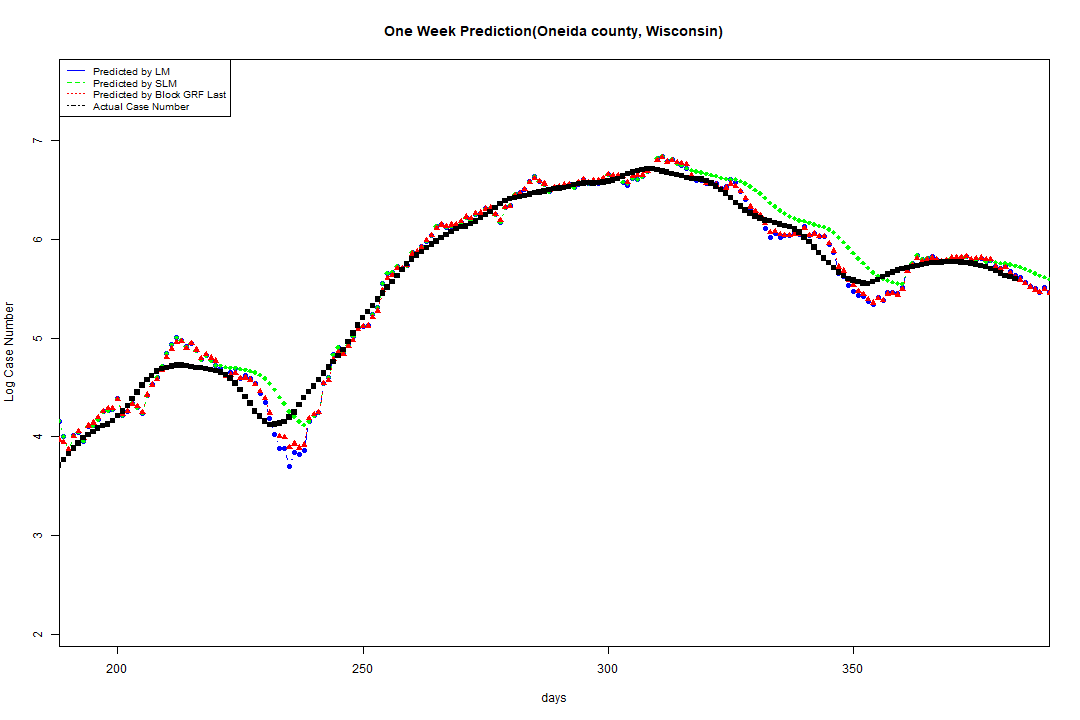 One Week Prediction(Oneida county, Wisconsin)
Predicted by LM
Predicted by SLM
Predicted by Block GRF Last
Actual Case Number
7
6
5
4
3
2
Log Case Number
200 250 300 350
days